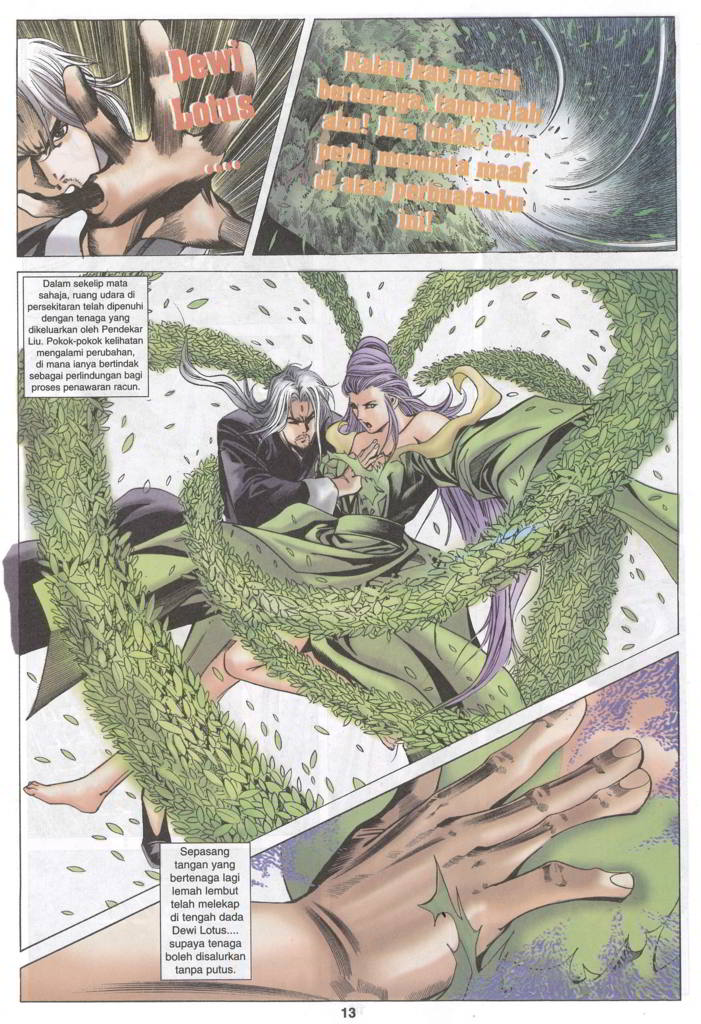 Dewi
Lotus
....
Kalau kau masih
bertenaga, tamparlah
aku! Jika tidak, aku
perlu meminta maaf
di atas perbuatanku
ini!
Dalam sekelip mata
sahaja, ruang udara di
persekitaran telah dipenuhi
dengan tenaga yang
dikeluarkan oleh Pendekar
Liu. Pokok-pokok kelihatan
mengalami perubahan,
di mana ianya bertindak
sebagai perlindungan bagi
proses penawaran racun.
Sepasang
tangan yang
bertenaga lagi
lemah lembut
telah melekap
di tengah dada
Dewi Lotus....
supaya tenaga
boleh disalurkan
tanpa putus.
13